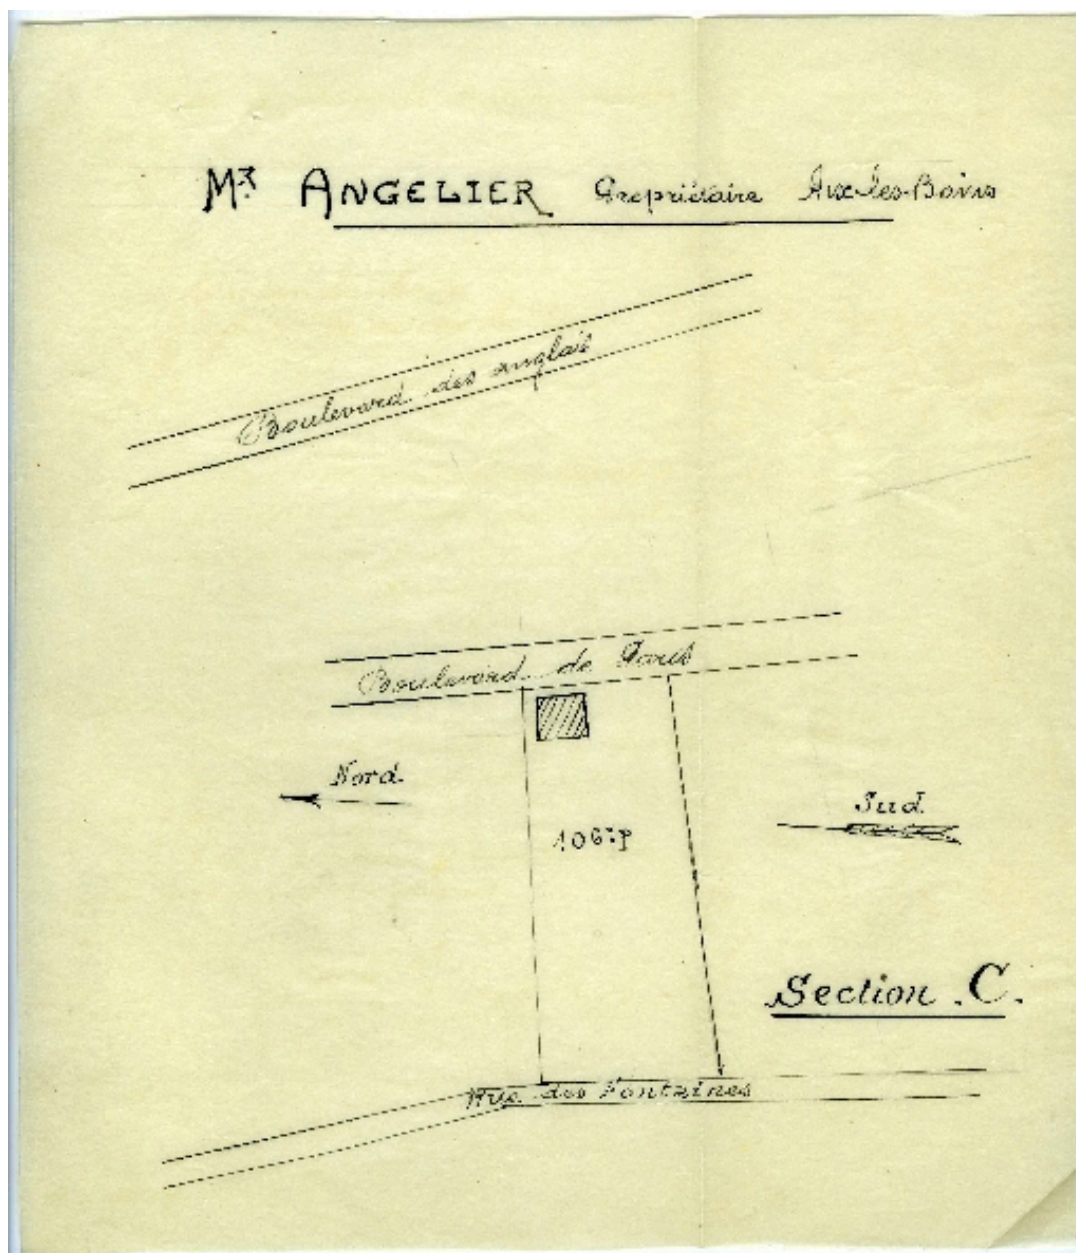 Mr ANGELIER Propriétaire Aix-les-Bains
Boulevard des anglais
Boulevard de Paris
Nord
Sud
106:p
Section .C.
Rue des Fontaines